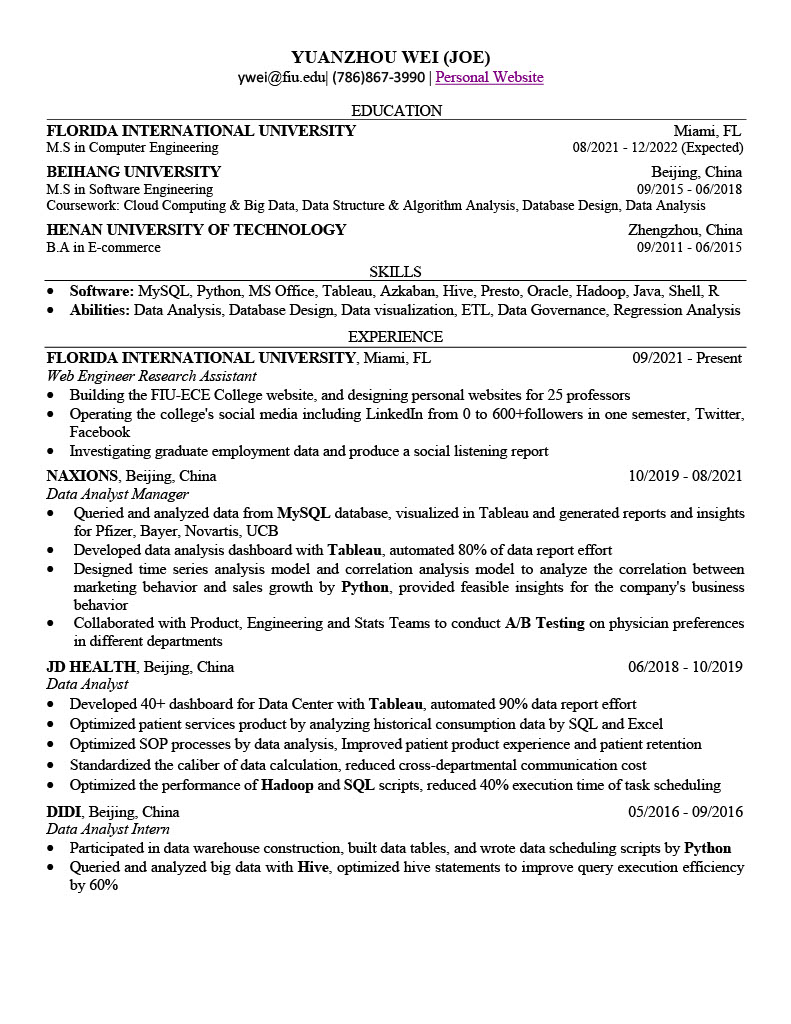 YUANZHOU WEI (JOE)
ywei@fiu.edu| (786)867-3990 | Personal Website
EDUCATION
FLORIDA INTERNATIONAL UNIVERSITY Miami, FL
M.S in Computer Engineering 08/2021 - 12/2022 (Expected)
BEIHANG UNIVERSITY Beijing, China
M.S in Software Engineering 09/2015 - 06/2018
Coursework: Cloud Computing & Big Data, Data Structure & Algorithm Analysis, Database Design, Data Analysis
HENAN UNIVERSITY OF TECHNOLOGY Zhengzhou, China
B.A in E-commerce 09/2011 - 06/2015
SKILLS
• Software: MySQL, Python, MS Office, Tableau, Azkaban, Hive, Presto, Oracle, Hadoop, Java, Shell, R
• Abilities: Data Analysis, Database Design, Data visualization, ETL, Data Governance, Regression Analysis
EXPERIENCE
FLORIDA INTERNATIONAL UNIVERSITY, Miami, FL 09/2021 - Present
Web Engineer Research Assistant
• Building the FIU-ECE College website, and designing personal websites for 25 professors
• Operating the college's social media including LinkedIn from 0 to 600+followers in one semester, Twitter,
Facebook
• Investigating graduate employment data and produce a social listening report
NAXIONS, Beijing, China 10/2019 - 08/2021
Data Analyst Manager
• Queried and analyzed data from MySQL database, visualized in Tableau and generated reports and insights
for Pfizer, Bayer, Novartis, UCB
• Developed data analysis dashboard with Tableau, automated 80% of data report effort
• Designed time series analysis model and correlation analysis model to analyze the correlation between
marketing behavior and sales growth by Python, provided feasible insights for the company's business
behavior
• Collaborated with Product, Engineering and Stats Teams to conduct A/B Testing on physician preferences
in different departments
JD HEALTH, Beijing, China 06/2018 - 10/2019
Data Analyst
• Developed 40+ dashboard for Data Center with Tableau, automated 90% data report effort
• Optimized patient services product by analyzing historical consumption data by SQL and Excel
• Optimized SOP processes by data analysis, Improved patient product experience and patient retention
• Standardized the caliber of data calculation, reduced cross-departmental communication cost
• Optimized the performance of Hadoop and SQL scripts, reduced 40% execution time of task scheduling
DIDI, Beijing, China 05/2016 - 09/2016
Data Analyst Intern
• Participated in data warehouse construction, built data tables, and wrote data scheduling scripts by Python
• Queried and analyzed big data with Hive, optimized hive statements to improve query execution efficiency
by 60%